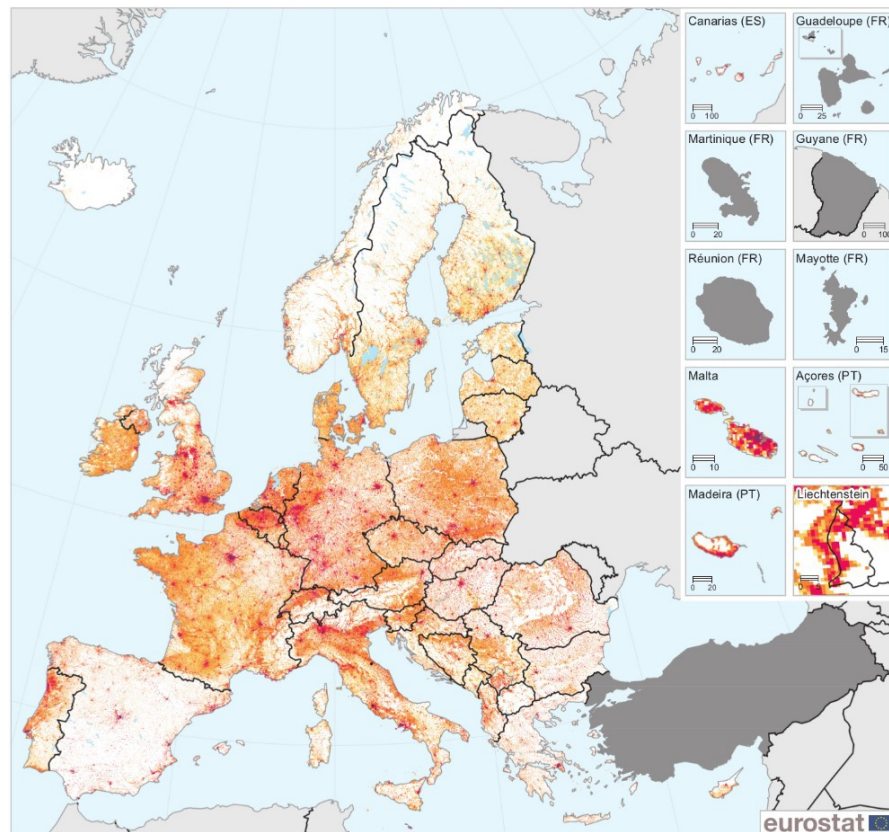 Canarias (ES)
0 100
Guadeloupe (FR)
0 25
Martinique (FR)
0 20
Guyane (FR)
0 100
Réunion (FR)
0 20
Mayotte (FR)
0 15
Malta
0 10
Açores (PT)
0 50
Madeira (PT)
0 20
Liechtenstein
eurostat